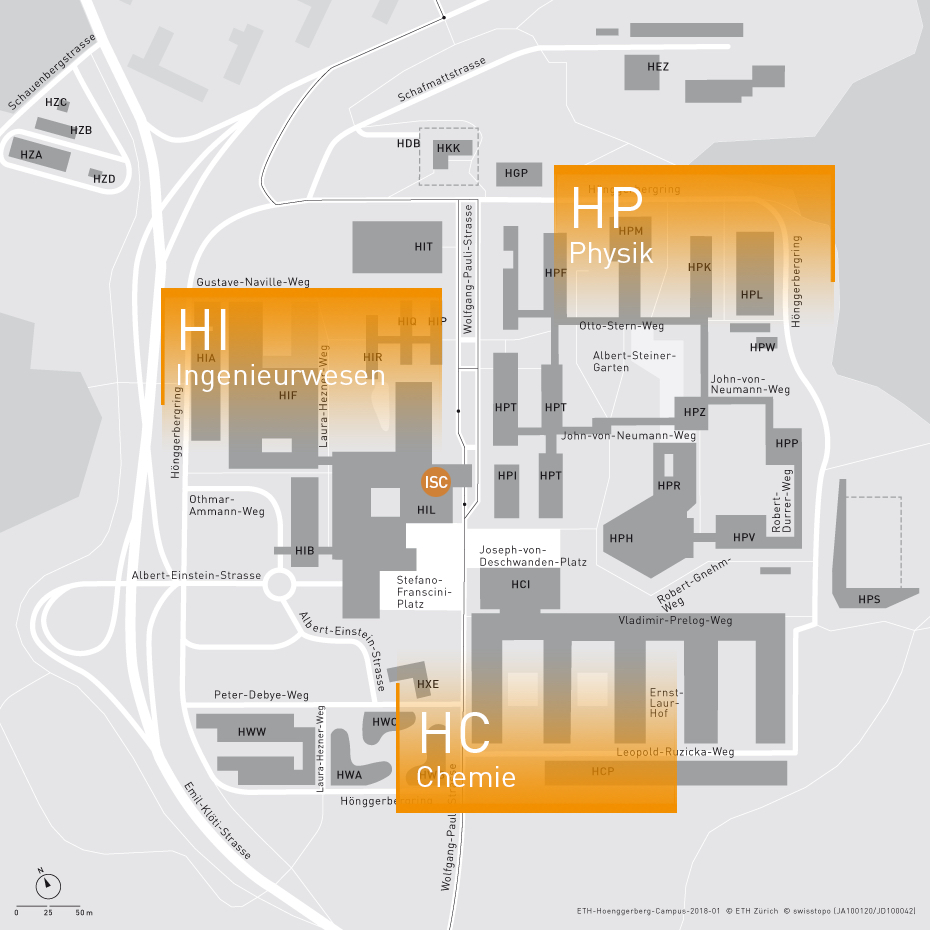 Schauenbergstrasse
HZC
HZB
HZA
HZD
Schafmattstrasse
HEZ
HDB
HKK
HGP
Hönggerbergring
HP
Physik
HPM
HPF
HPK
HPL
Hönggerbergring
HIT
Wolfgang-Pauli-Strasse
Gustave-Naville-Weg
HI
Ingenieurwesen
HIQ
HIP
HIA
HIR
HIF
Laura-Hezner-Weg
Hönggerbergring
Otto-Stern-Weg
Albert-Steiner-
Garten
HPW
John-von-
Neumann-Weg
HPT
HPT
HPZ
John-von-Neumann-Weg
HPP
HPI
HPT
HPR
Robert-
Durrer-Weg
ISC
HIL
Othmar-
Ammann-Weg
HIB
HPH
HPV
Joseph-von-
Deschwanden-Platz
Albert-Einstein-Strasse
Stefano-
Franscini-
Platz
HCI
Robert-Gnehm-
Weg
HPS
Vladimir-Prelog-Weg
Albert-Einstein-Strasse
HXE
Peter-Debye-Weg
Ernst-
Laur-
Hof
HWW
Laura-Hezner-Weg
HC
Chemie
Leopold-Ruzicka-Weg
HWA
HCP
Hönggerbergring
Wolfgang-Pauli-Strasse
Emil-Klöti-Strasse
N
0 25 50 m
ETH-Hoenggerberg-Campus-2018-01 © ETH Zürich © swisstopo (JA100120/JD100042)